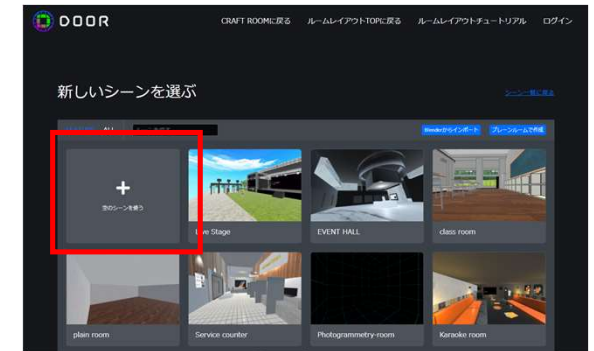 DOOR
CRAFT ROOMに戻る ルームレイアウトTOPに戻る ルームレイアウトチュートリアル ログイン
新しいシーンを選ぶ
シーン一覧に戻る
ALL
Blenderからインポート プレーンルームで作成
空のシーンを使う
Live Stage EVENT HALL class room
plain room Service counter Photogrammetry-room Karaoke room